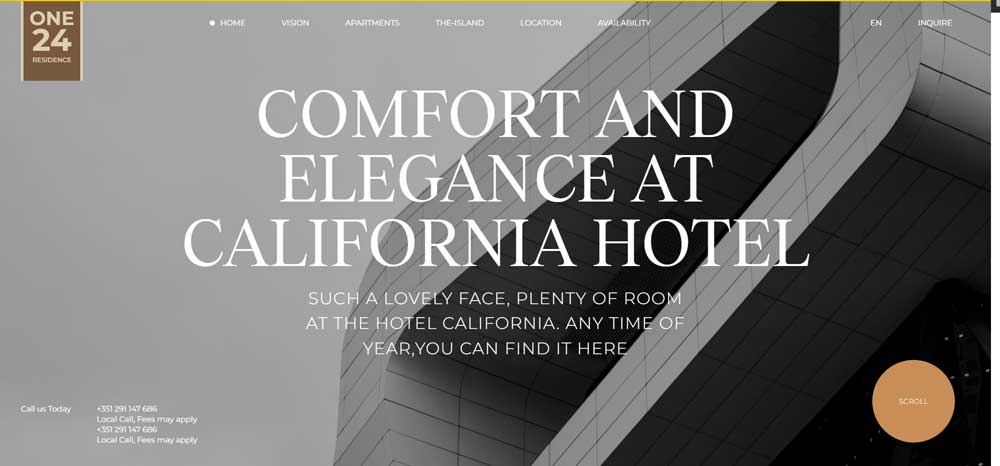 ONE
24
RESIDENCE
HOME VISION APARTMENTS THE-ISLAND LOCATION AVAILABILITY EN INQUIRE
COMFORT AND
ELEGANCE AT
CALIFORNIA HOTEL
SUCH A LOVELY FACE, PLENTY OF ROOM
AT THE HOTEL CALIFORNIA. ANY TIME OF
YEAR,YOU CAN FIND IT HERE
SCROLL
Call us Today +351 291 147 686
Local Call, Fees may apply
+351 291 147 686
Local Call, Fees may apply